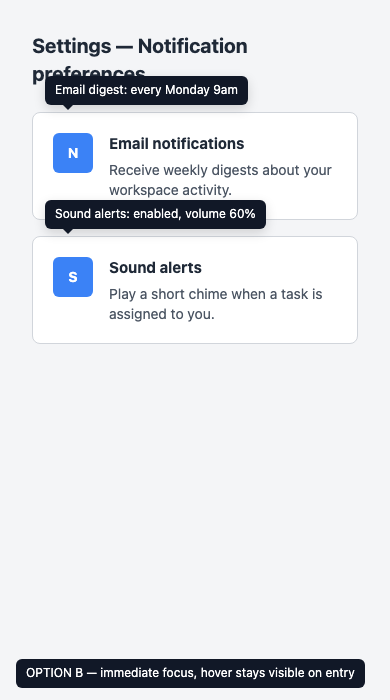 Settings — Notification
preferences
Email digest: every Monday 9am
N
Email notifications
Receive weekly digests about your
workspace activity.
Sound alerts: enabled, volume 60%
S
Sound alerts
Play a short chime when a task is
assigned to you.
OPTION B — immediate focus, hover stays visible on entry